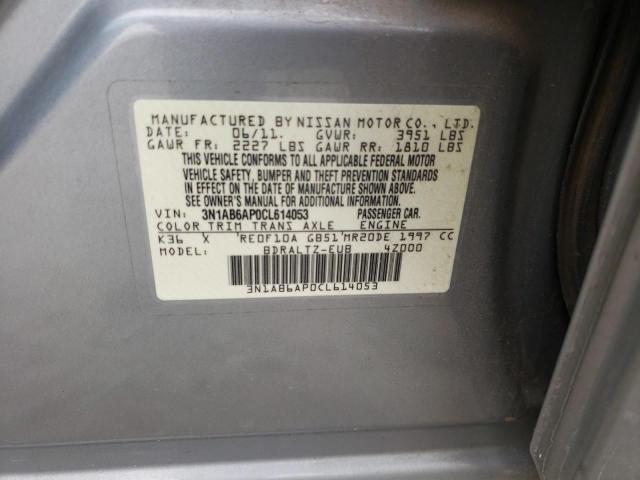 MANUFACTURED BY NISSAN MOTOR CO., LTD.
DATE: 06/11. GVWR: 3951 LBS
GAWR FR: 2227 LBS GAWR RR: 1810 LBS
THIS VEHICLE CONFORMS TO ALL APPLICABLE FEDERAL MOTOR
VEHICLE SAFETY, BUMPER AND THEFT PREVENTION STANDARDS
IN EFFECT ON THE DATE OF MANUFACTURE SHOWN ABOVE.
SEE OWNER'S MANUAL FOR ADDITIONAL INFORMATION.
VIN: 3N1AB6AP0CL614053 PASSENGER CAR.
COLOR TRIM TRANS AXLE ENGINE
K36 X RE0F10A GB51 MR20DE 1997 CC
MODEL: BDRALTZ-EUB 4Z000
3N1AB6AP0CL614053